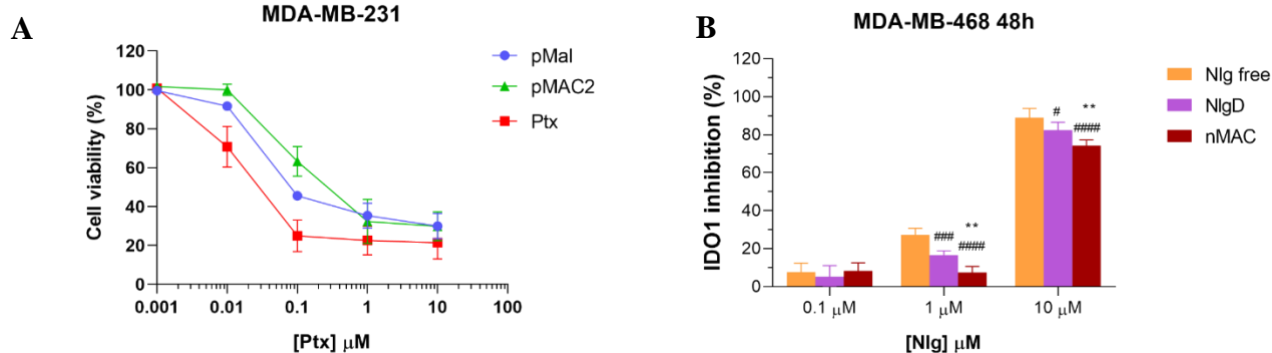 A
MDA-MB-231
120
100
80
60
40
20
0
Cell viability (%)
0.001
0.01
0.1
1
10
100
[Ptx] μM
pMal
pMAC2
Ptx
B
MDA-MB-468 48h
120
100
80
60
40
20
0
IDO1 inhibition (%)
###
**
####
#
**
####
0.1 μM
1 μM
10 μM
[Nlg] μM
Nlg free
NlgD
nMAC